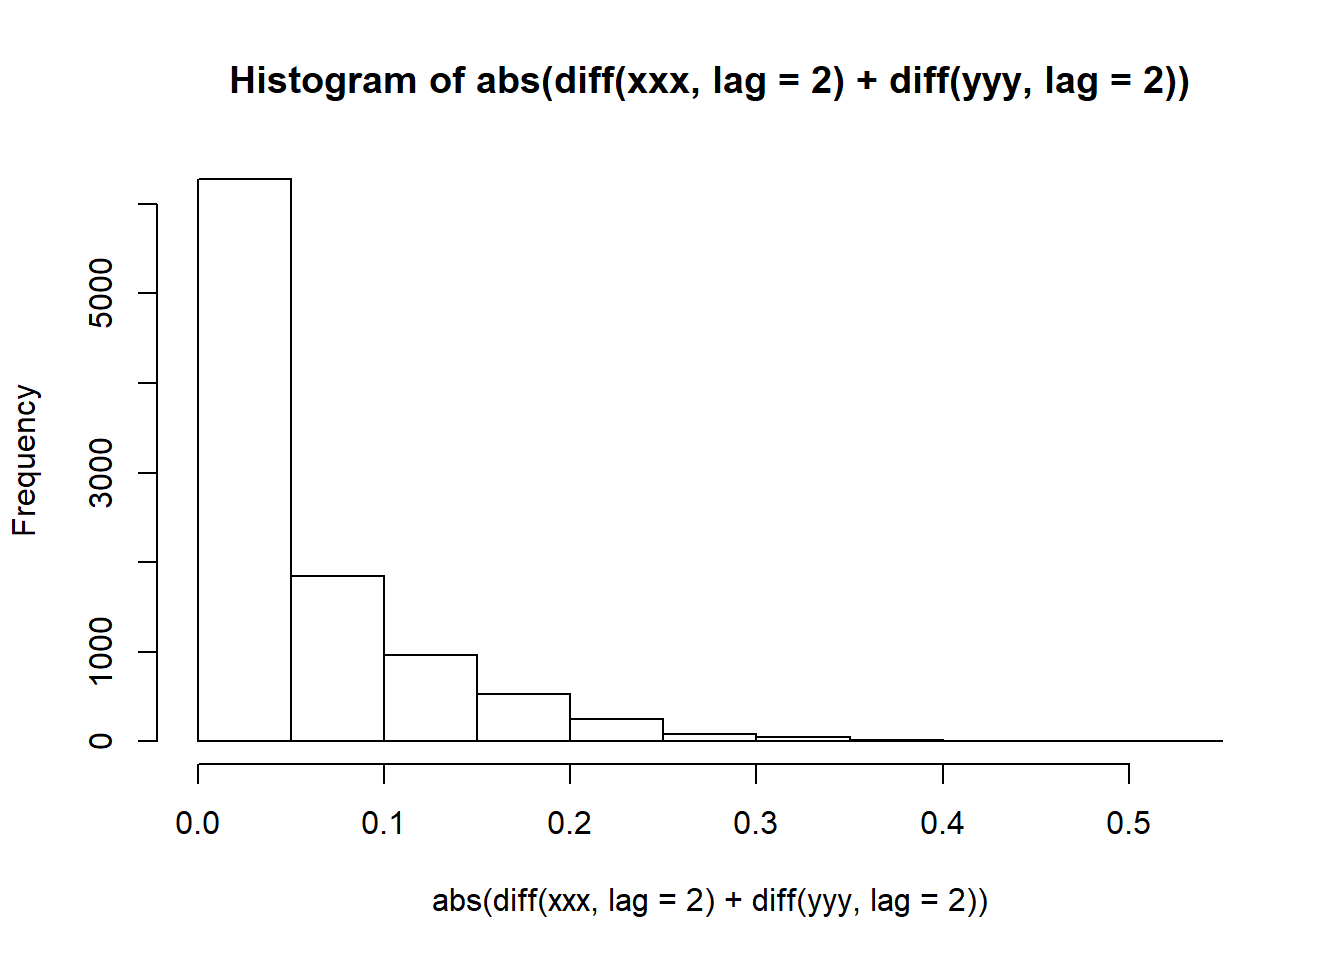 Histogram of abs(diff(xxx, lag = 2) + diff(yyy, lag = 2))
Frequency
5000
3000
1000
0
0.0 0.1 0.2 0.3 0.4 0.5
abs(diff(xxx, lag = 2) + diff(yyy, lag = 2))